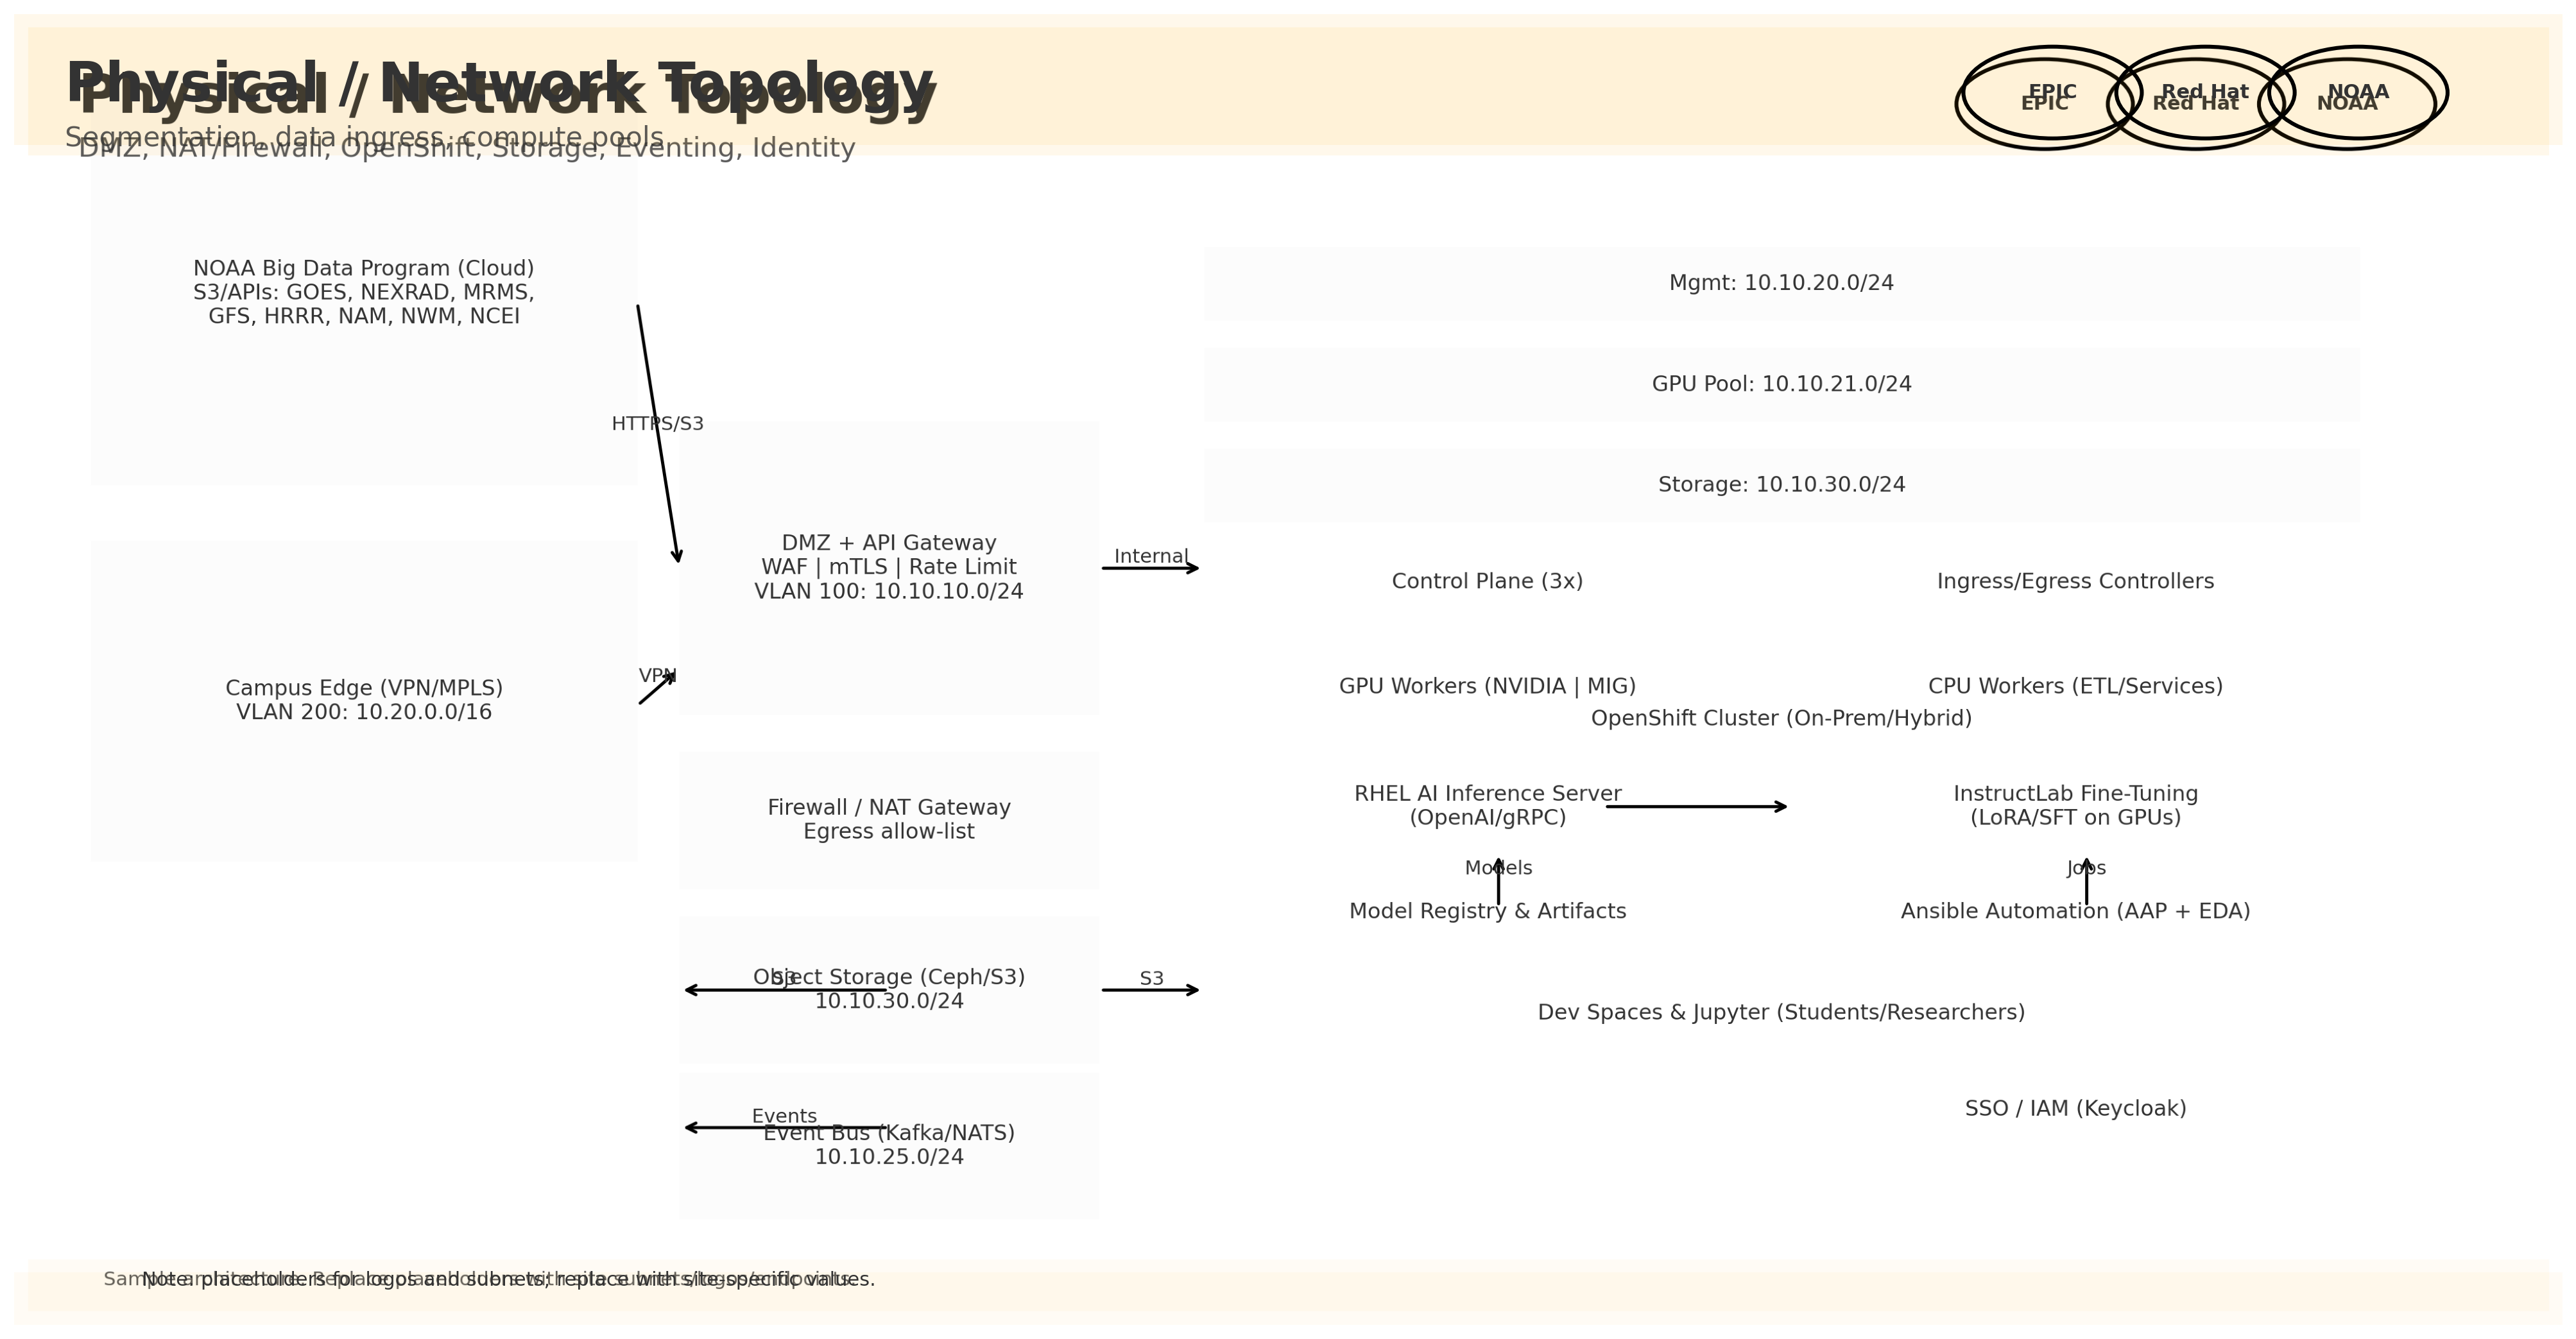 Physical / Network Topology
Physical / Network Topology
Segmentation, data ingress, compute pools
DMZ, NAT/Firewall, OpenShift, Storage, Eventing, Identity
EPIC
Red Hat
NOAA
EPIC
Red Hat
NOAA
NOAA Big Data Program (Cloud)
S3/APIs: GOES, NEXRAD, MRMS,
GFS, HRRR, NAM, NWM, NCEI
HTTPS/S3
Campus Edge (VPN/MPLS)
VLAN 200: 10.20.0.0/16
VPN
DMZ + API Gateway
WAF | mTLS | Rate Limit
VLAN 100: 10.10.10.0/24
Internal
Firewall / NAT Gateway
Egress allow-list
Object Storage (Ceph/S3)
10.10.30.0/24
S3
S3
Events
Event Bus (Kafka/NATS)
10.10.25.0/24
Mgmt: 10.10.20.0/24
GPU Pool: 10.10.21.0/24
Storage: 10.10.30.0/24
Control Plane (3x)
Ingress/Egress Controllers
GPU Workers (NVIDIA | MIG)
CPU Workers (ETL/Services)
OpenShift Cluster (On-Prem/Hybrid)
RHEL AI Inference Server
(OpenAI/gRPC)
InstructLab Fine-Tuning
(LoRA/SFT on GPUs)
Models
Jobs
Model Registry & Artifacts
Ansible Automation (AAP + EDA)
Dev Spaces & Jupyter (Students/Researchers)
SSO / IAM (Keycloak)
Note: placeholders for logos and subnets; replace with site-specific values.
Sample architecture. Replace placeholders with site subnets/logos/endpoints.